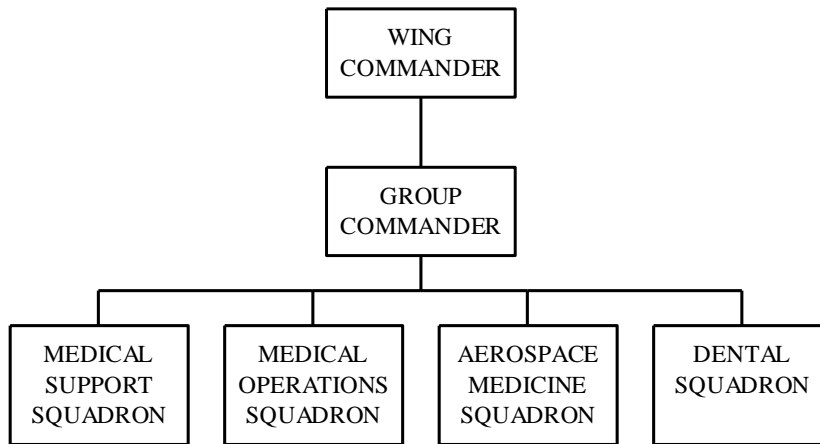 WING
COMMANDER
GROUP
COMMANDER
MEDICAL
SUPPORT
SQUADRON
MEDICAL
OPERATIONS
SQUADRON
AEROSPACE
MEDICINE
SQUADRON
DENTAL
SQUADRON